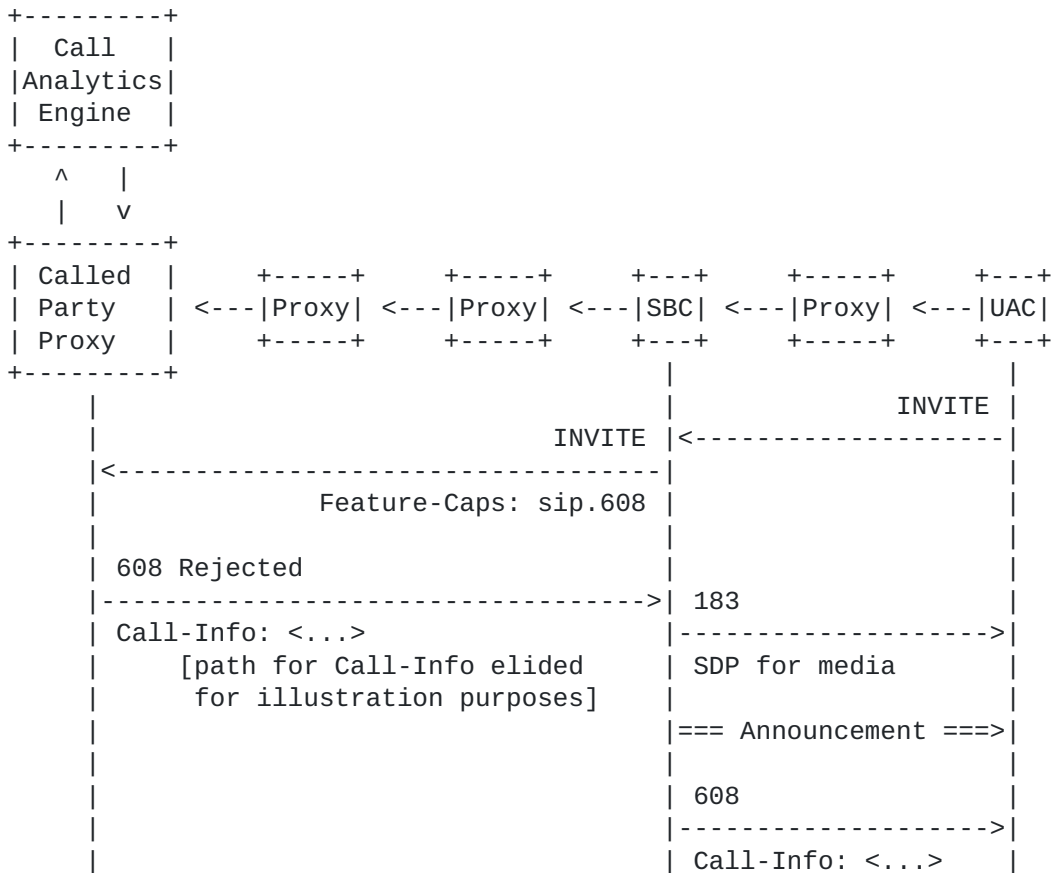 Call
Analytics
Engine
Called
Party
Proxy
Proxy
Proxy
SBC
Proxy
UAC
INVITE
INVITE
Feature-Caps: sip.608
608 Rejected
183
Call-Info: <...>
[path for Call-Info elided
SDP for media
for illustration purposes]
=== Announcement ===>
608
Call-Info: <...>